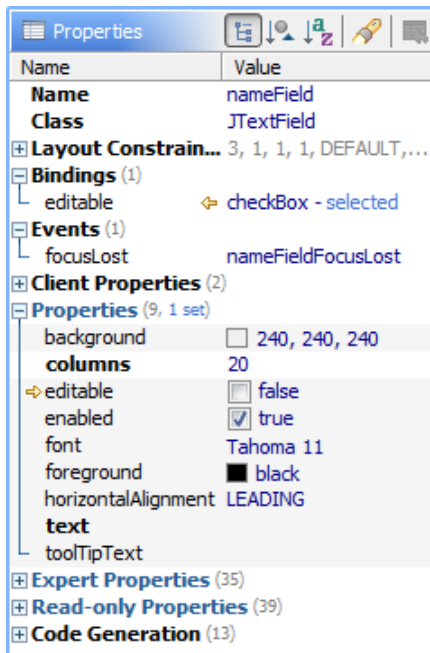 Properties
Name Value
Name nameField
Class JTextField
Layout Constrain... 3, 1, 1, 1, DEFAULT,...
Bindings (1)
editable checkBox - selected
Events (1)
focusLost nameFieldFocusLost
Client Properties (2)
Properties (9, 1 set)
background 240, 240, 240
columns 20
editable false
enabled true
font Tahoma 11
foreground black
horizontalAlignment LEADING
text
toolTipText
Expert Properties (35)
Read-only Properties (39)
Code Generation (13)